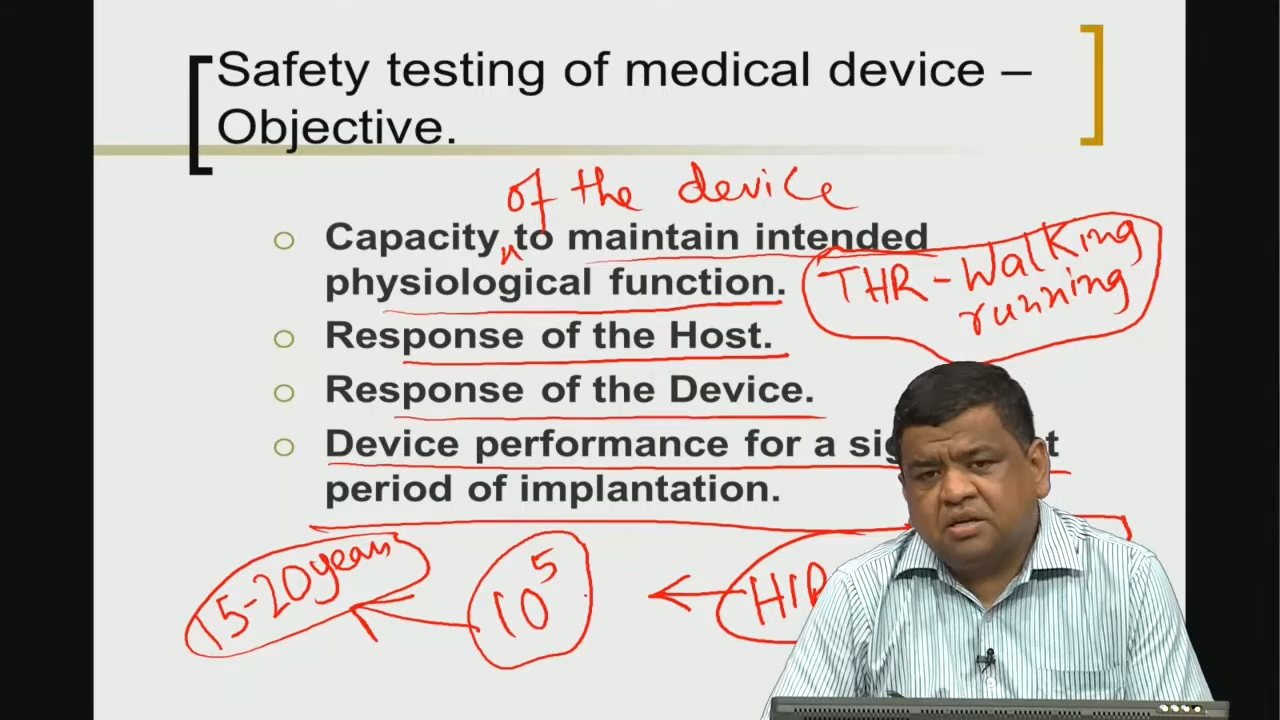 Safety testing of medical device –
Objective.
of the device
Capacity to maintain intended
physiological function.
THR - Walking
running
Response of the Host.
Response of the Device.
Device performance for a
period of implantation.
15-20 years
10⁵
HIP